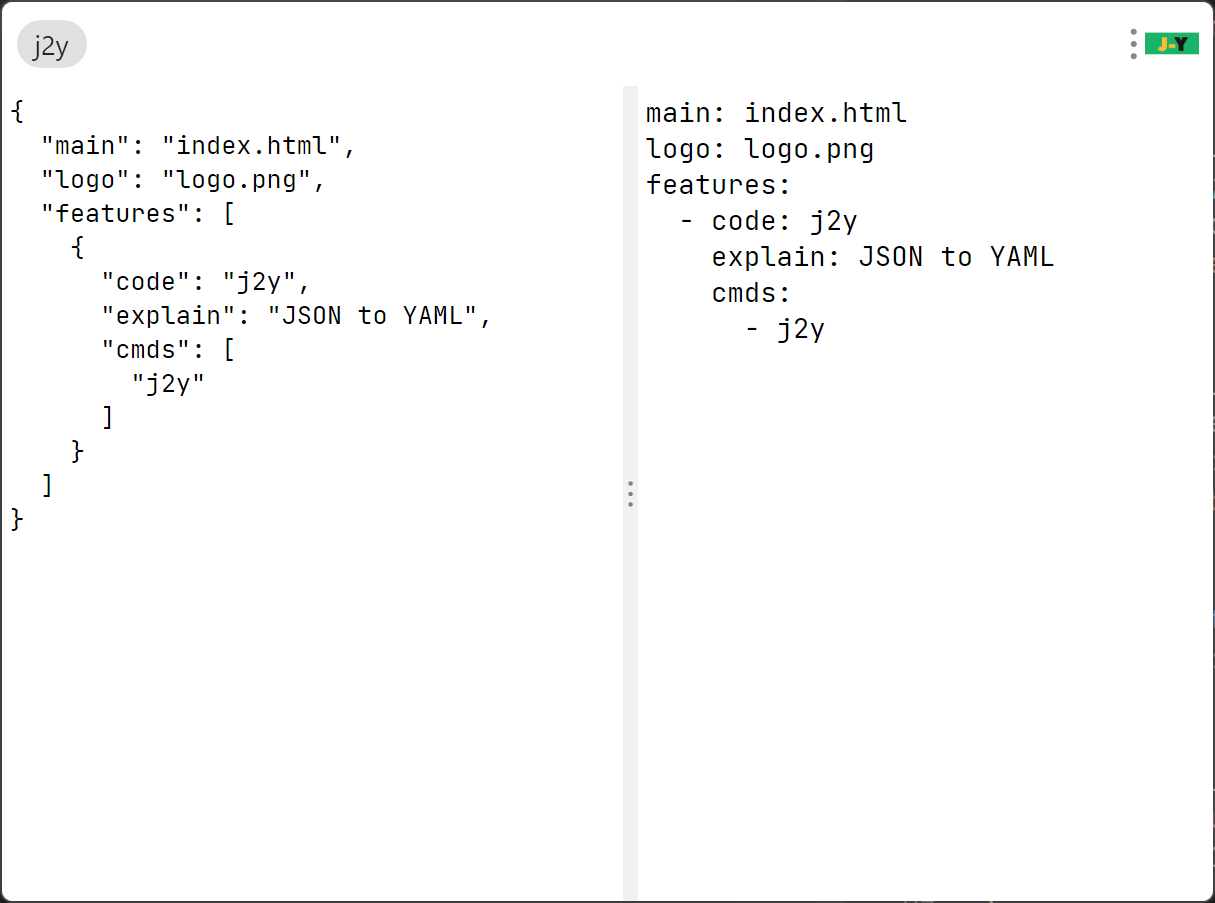 j2y
J-Y
{
  "main": "index.html",
  "logo": "logo.png",
  "features": [
    {
      "code": "j2y",
      "explain": "JSON to YAML",
      "cmds": [
        "j2y"
      ]
    }
  ]
}
main: index.html
logo: logo.png
features:
  - code: j2y
    explain: JSON to YAML
    cmds:
      - j2y